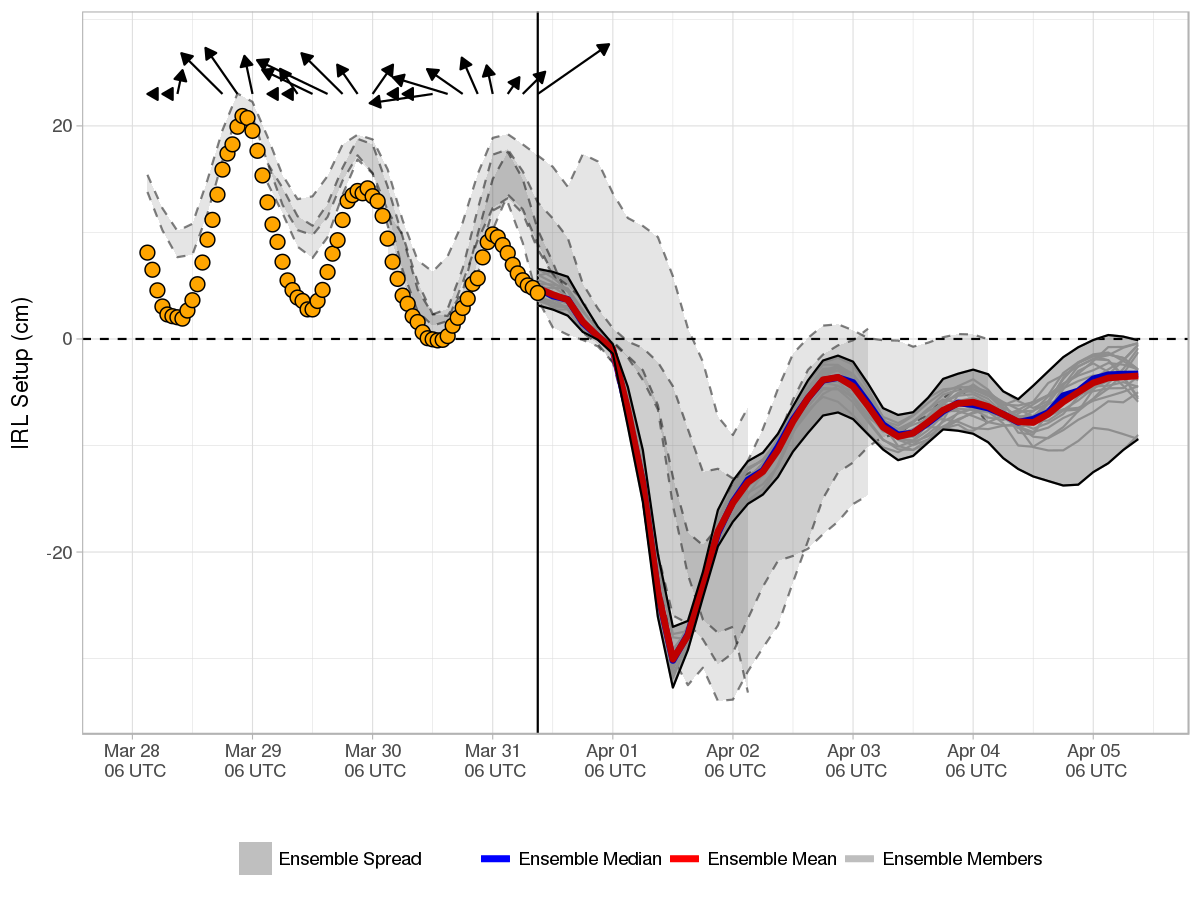 IRL Setup (cm)
20
0
-20
Mar 28 Mar 29 Mar 30 Mar 31 Apr 01 Apr 02 Apr 03 Apr 04 Apr 05
06 UTC 06 UTC 06 UTC 06 UTC 06 UTC 06 UTC 06 UTC 06 UTC 06 UTC
Ensemble Spread Ensemble Median Ensemble Mean Ensemble Members